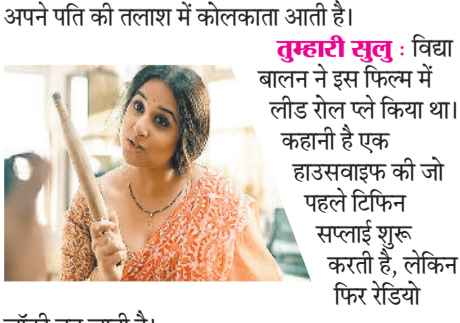 अपने पति की तलाश में कोलकाता आती है।
तुम्हारी सुलु : विद्या
बालन ने इस फिल्म में
लीड रोल प्ले किया था।
कहानी है एक
हाउसवाइफ की जो
पहले टिफिन
सप्लाई शुरू
करती है, लेकिन
फिर रेडियो